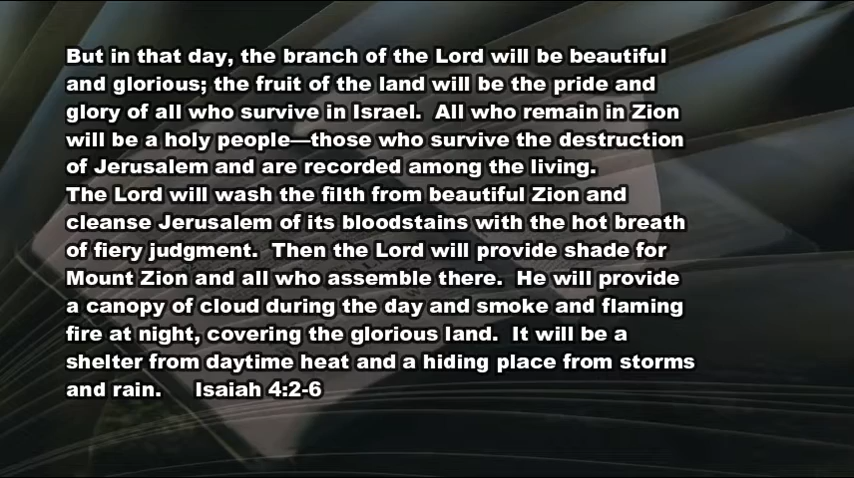 But in that day, the branch of the Lord will be beautiful
and glorious; the fruit of the land will be the pride and
glory of all who survive in Israel.  All who remain in Zion
will be a holy people—those who survive the destruction
of Jerusalem and are recorded among the living.
The Lord will wash the filth from beautiful Zion and
cleanse Jerusalem of its bloodstains with the hot breath
of fiery judgment.  Then the Lord will provide shade for
Mount Zion and all who assemble there.  He will provide
a canopy of cloud during the day and smoke and flaming
fire at night, covering the glorious land.  It will be a
shelter from daytime heat and a hiding place from storms
and rain.     Isaiah 4:2-6